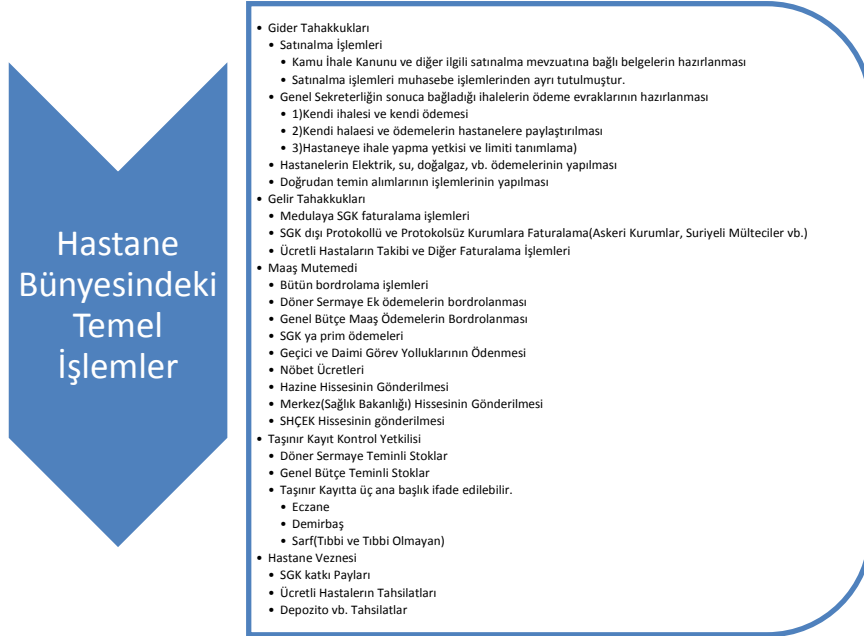 Hastane
Bünyesindeki
Temel
İşlemler
• Gider Tahakkukları
• Satınalma İşlemleri
• Kamu İhale Kanunu ve diğer ilgili satınalma mevzuatına bağlı belgelerin hazırlanması
• Satınalma işlemleri muhasebe işlemlerinden ayrı tutulmuştur.
• Genel Sekreterliğin sonuca bağladığı ihalelerin ödeme evraklarının hazırlanması
• 1)Kendi ihalesi ve kendi ödemesi
• 2)Kendi halaesi ve ödemelerin hastanelere paylaştırılması
• 3)Hastaneye ihale yapma yetkisi ve limiti tanımlama)
• Hastanelerin Elektrik, su, doğalgaz, vb. ödemelerinin yapılması
• Doğrudan temin alımlarının işlemlerinin yapılması
• Gelir Tahakkukları
• Medulaya SGK faturalama işlemleri
• SGK dışı Protokollü ve Protokolsüz Kurumlara Faturalama(Askeri Kurumlar, Suriyeli Mülteciler vb.)
• Ücretli Hastaların Takibi ve Diğer Faturalama İşlemleri
• Maaş Mutemedi
• Bütün bordrolama işlemleri
• Döner Sermaye Ek ödemelerin bordrolanması
• Genel Bütçe Maaş Ödemelerin Bordrolanması
• SGK ya prim ödemeleri
• Geçici ve Daimi Görev Yolluklarının Ödenmesi
• Nöbet Ücretleri
• Hazine Hissesinin Gönderilmesi
• Merkez(Sağlık Bakanlığı) Hissesinin Gönderilmesi
• SHÇEK Hissesinin gönderilmesi
• Taşınır Kayıt Kontrol Yetkilisi
• Döner Sermaye Teminli Stoklar
• Genel Bütçe Teminli Stoklar
• Taşınır Kayıtta üç ana başlık ifade edilebilir.
• Eczane
• Demirbaş
• Sarf(Tıbbi ve Tıbbi Olmayan)
• Hastane Veznesi
• SGK katkı Payları
• Ücretli Hastalerın Tahsilatları
• Depozito vb. Tahsilatlar